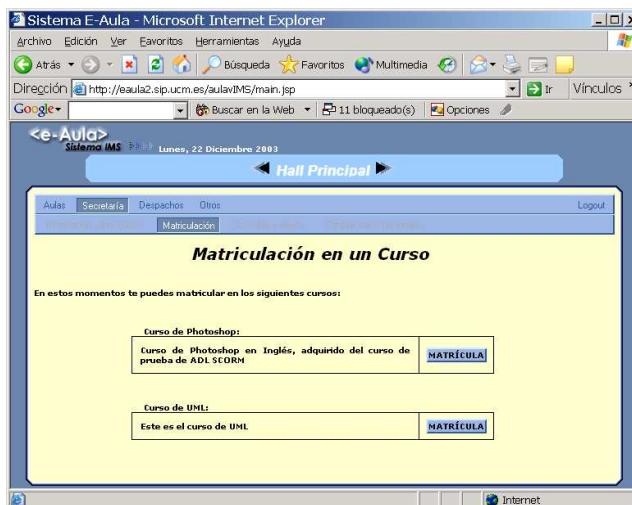 Sistema E-Aula - Microsoft Internet Explorer
Archivo Edición Ver Favoritos Herramientas Ayuda
Atrás Búsqueda Favoritos Multimedia
Dirección http://eaula2.sip.ucm.es/aulavIMS/main.jsp Ir Vínculos
Google Buscar en la Web 11 bloqueado(s) Opciones
<e-Aula>
Sistema IMS Lunes, 22 Diciembre 2003
Hall Principal
Aulas Secretaría Despachos Otros Logout
Matriculación
Matriculación en un Curso
En estos momentos te puedes matricular en los siguientes cursos:
Curso de Photoshop:
Curso de Photoshop en Inglés, adquirido del curso de
prueba de ADL SCORM
MATRÍCULA
Curso de UML:
Este es el curso de UML MATRÍCULA
Internet